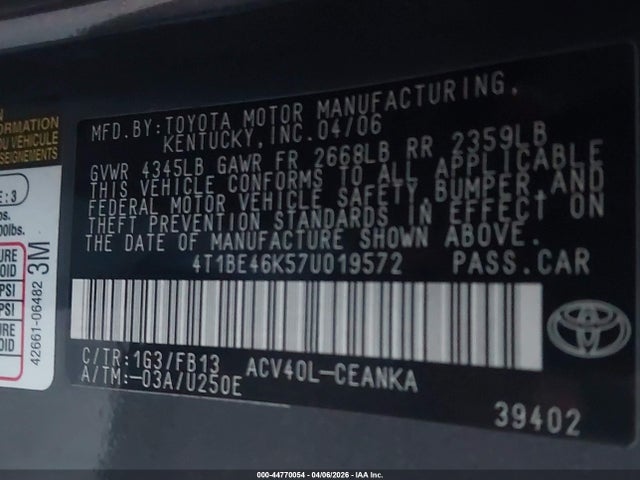 MFD.BY:TOYOTA MOTOR MANUFACTURING,
KENTUCKY,INC.04/06
GVWR 4345LB GAWR FR 2668LB RR 2359LB
THIS VEHICLE CONFORMS TO ALL APPLICABLE
FEDERAL MOTOR VEHICLE SAFETY,BUMPER,AND
THEFT PREVENTION STANDARDS IN EFFECT ON
THE DATE OF MANUFACTURE SHOWN ABOVE.
4T1BE46K57U019572 PASS.CAR
C/TR:1G3/FB13 ACV40L-CEANKA
A/TM:-03A/U250E
39402
42661-06482 3M
000-44770054 - 04/06/2026 - IAA Inc.